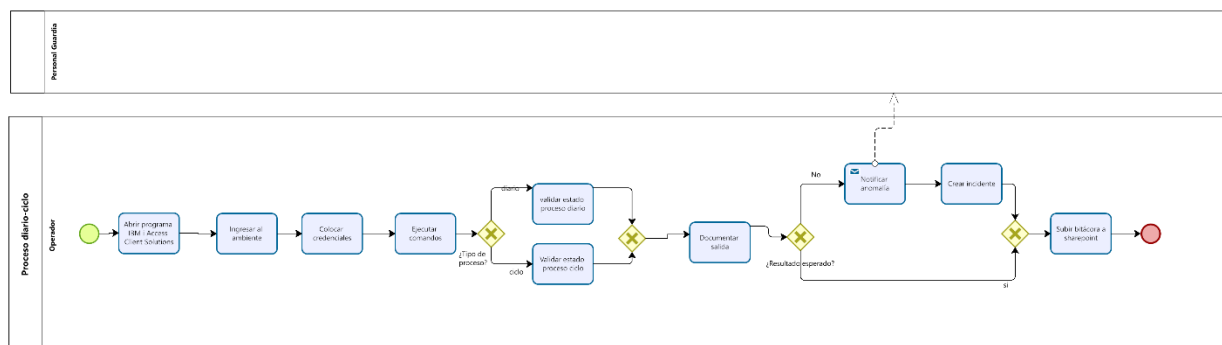 Personal Guardia
Proceso diario-ciclo
Operador
Abrir programa
IBM i Access
Client Solutions
Ingresar al
ambiente
Colocar
credenciales
Ejecutar
comandos
¿Tipo de
proceso?
diario
ciclo
validar estado
proceso diario
Validar estado
proceso ciclo
Documentar
salida
¿Resultado esperado?
No
si
Notificar
anomalía
Crear incidente
Subir bitácora a
sharepoint